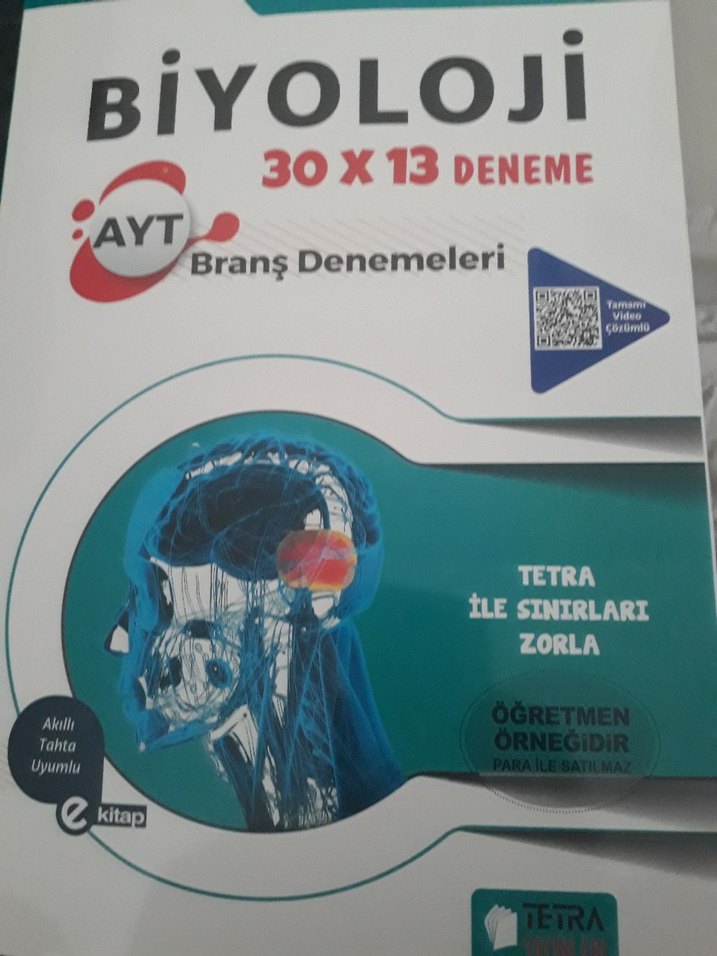 BİYOLOJİ
30 X 13 DENEME
AYT
Branş Denemeleri
Tamamı
Video
Çözümlü
TETRA
İLE SINIRLARI
ZORLA
ÖĞRETMEN
ÖRNEĞİDİR
PARA İLE SATILMAZ
Akıllı
Tahta
Uyumlu
e kitap
TETRA
YAYINLARI